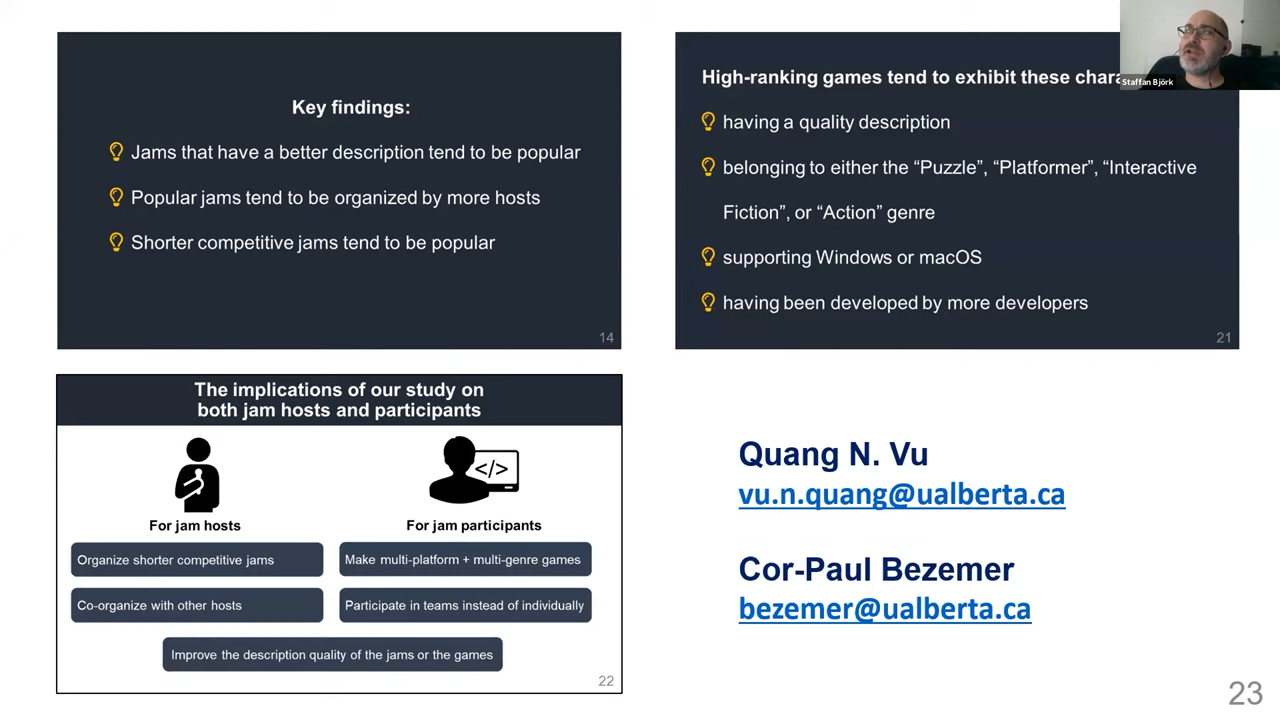 Key findings:
Jams that have a better description tend to be popular
Popular jams tend to be organized by more hosts
Shorter competitive jams tend to be popular
14
High-ranking games tend to exhibit these chara
Staffan Björk
having a quality description
belonging to either the “Puzzle”, “Platformer”, “Interactive
Fiction”, or “Action” genre
supporting Windows or macOS
having been developed by more developers
21
The implications of our study on
both jam hosts and participants
</>
For jam hosts
For jam participants
Organize shorter competitive jams
Make multi-platform + multi-genre games
Co-organize with other hosts
Participate in teams instead of individually
Improve the description quality of the jams or the games
22
Quang N. Vu
vu.n.quang@ualberta.ca
Cor-Paul Bezemer
bezemer@ualberta.ca
23